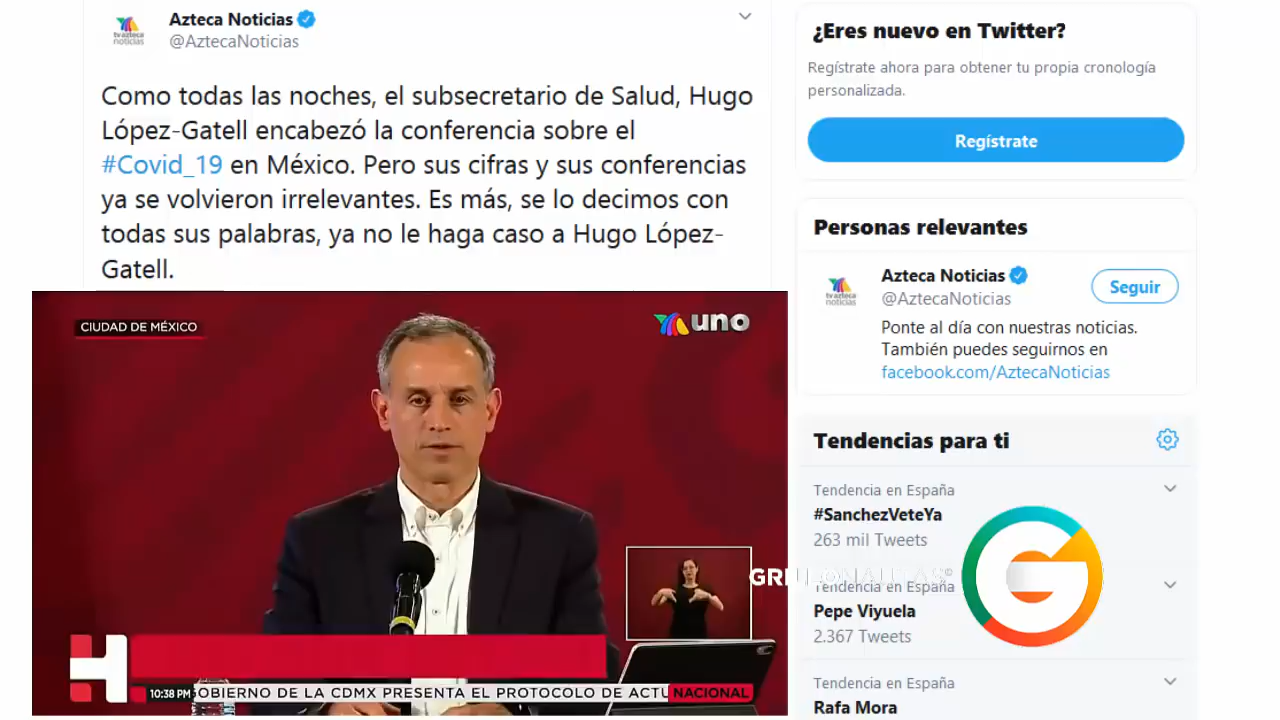 Azteca Noticias
@AztecaNoticias
tv azteca
noticias
Como todas las noches, el subsecretario de Salud, Hugo
López-Gatell encabezó la conferencia sobre el
#Covid_19 en México. Pero sus cifras y sus conferencias
ya se volvieron irrelevantes. Es más, se lo decimos con
todas sus palabras, ya no le haga caso a Hugo López-
Gatell.
CIUDAD DE MÉXICO
uno
H
10:38 PM
OBIERNO DE LA CDMX PRESENTA EL PROTOCOLO DE ACTU
NACIONAL
¿Eres nuevo en Twitter?
Regístrate ahora para obtener tu propia cronología
personalizada.
Regístrate
Personas relevantes
Azteca Noticias
@AztecaNoticias
Seguir
tv azteca
noticias
Ponte al día con nuestras noticias.
También puedes seguirnos en
facebook.com/AztecaNoticias
Tendencias para ti
Tendencia en España
#SanchezVeteYa
263 mil Tweets
Tendencia en España
Pepe Viyuela
2.367 Tweets
Tendencia en España
Rafa Mora
G